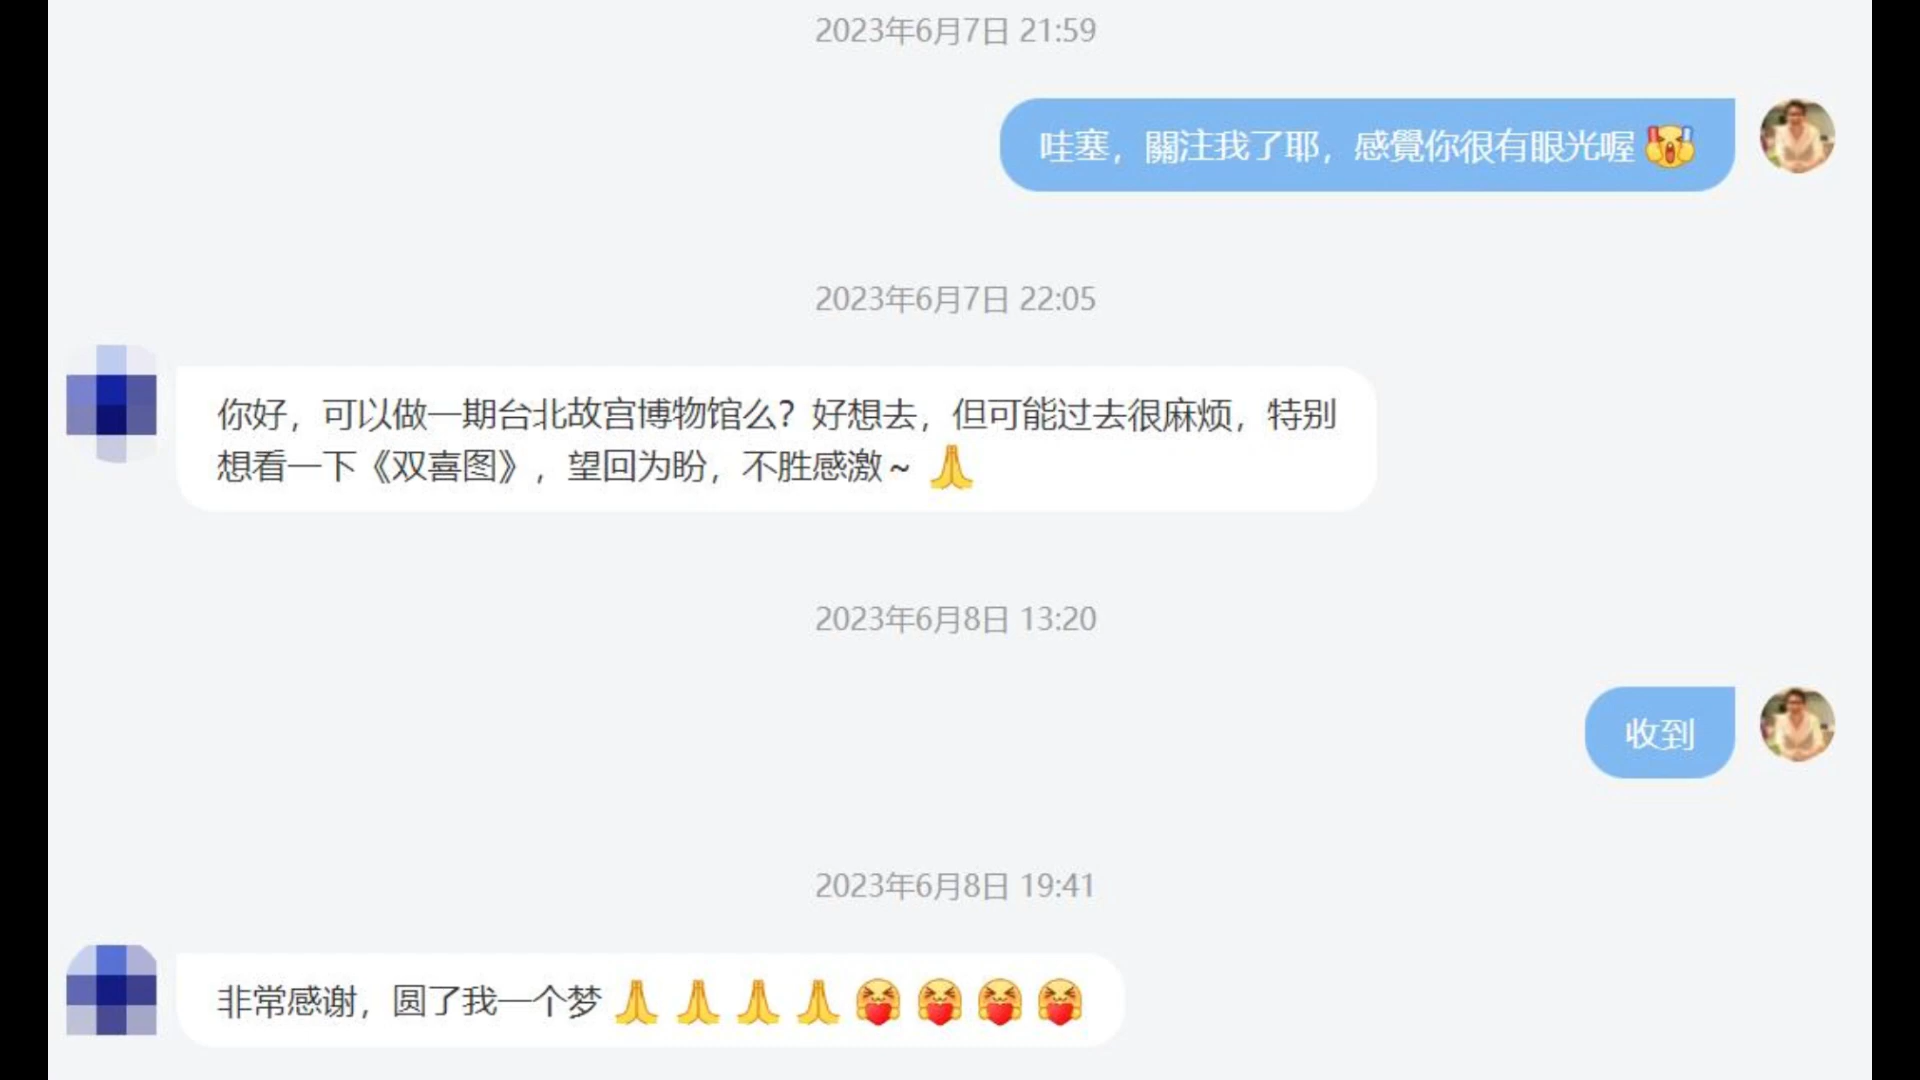 2023年6月7日 21:59
哇塞，關注我了耶，感覺你很有眼光喔
2023年6月7日 22:05
你好，可以做一期台北故宫博物馆么？好想去，但可能过去很麻烦，特别
想看一下《双喜图》，望回为盼，不胜感激~
2023年6月8日 13:20
收到
2023年6月8日 19:41
非常感谢，圆了我一个梦